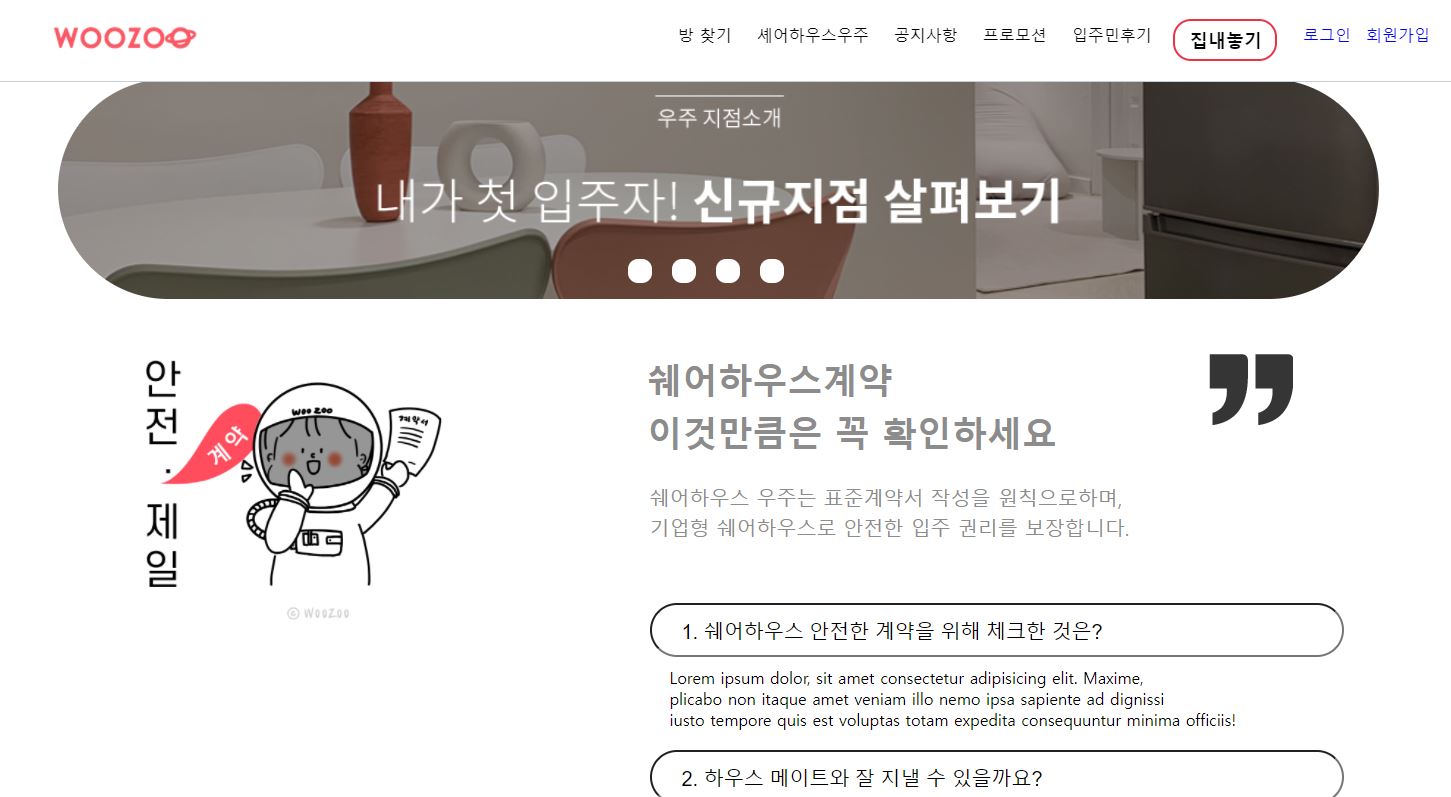 WOOZOO
방 찾기 셰어하우스우주 공지사항 프로모션 입주민후기 집내놓기 로그인 회원가입
우주 지점소개
내가 첫 입주자! 신규지점 살펴보기
안전·제일
계약
WOO ZOO
계약서
© WOOZOO
쉐어하우스계약
이것만큼은 꼭 확인하세요
쉐어하우스 우주는 표준계약서 작성을 원칙으로하며,
기업형 쉐어하우스로 안전한 입주 권리를 보장합니다.
1. 쉐어하우스 안전한 계약을 위해 체크한 것은?
Lorem ipsum dolor, sit amet consectetur adipisicing elit. Maxime,
plicabo non itaque amet veniam illo nemo ipsa sapiente ad dignissi
iusto tempore quis est voluptas totam expedita consequuntur minima officiis!
2. 하우스 메이트와 잘 지낼 수 있을까요?